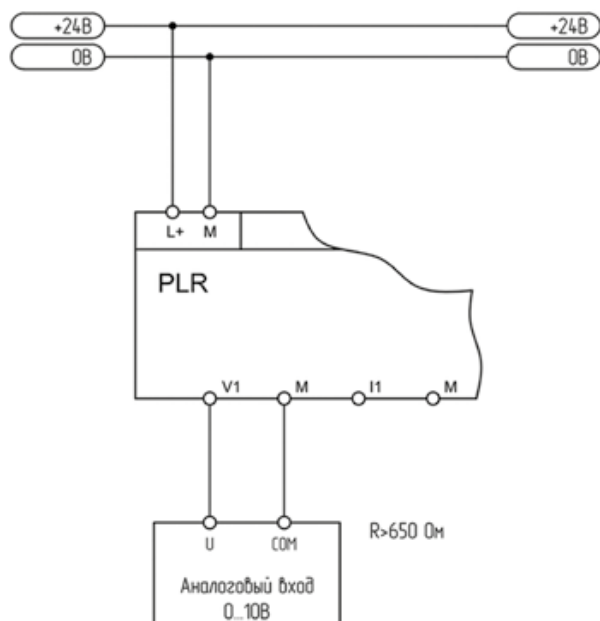 +24В +24В
0В 0В
L+ M
PLR
V1 M I1 M
R>650 Ом
U COM
Аналоговый вход
0...10В